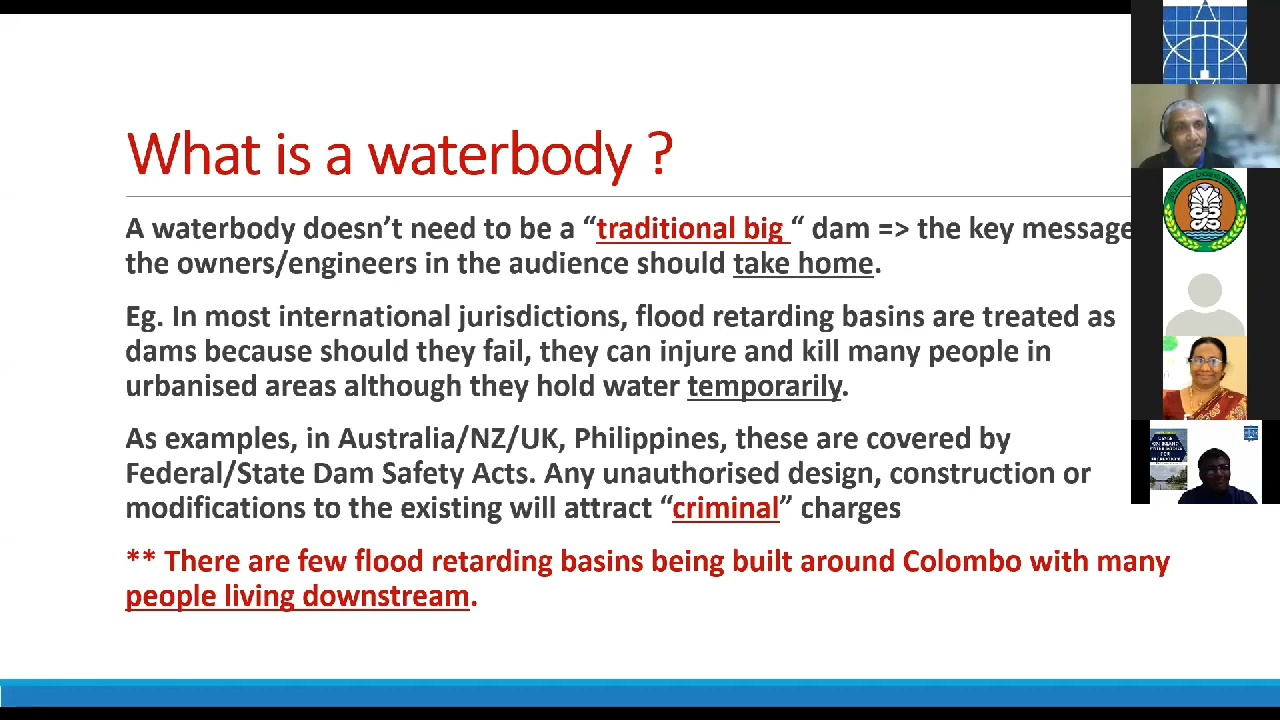 What is a waterbody ?
A waterbody doesn’t need to be a “traditional big “ dam => the key message
the owners/engineers in the audience should take home.
Eg. In most international jurisdictions, flood retarding basins are treated as
dams because should they fail, they can injure and kill many people in
urbanised areas although they hold water temporarily.
As examples, in Australia/NZ/UK, Philippines, these are covered by
Federal/State Dam Safety Acts. Any unauthorised design, construction or
modifications to the existing will attract “criminal” charges
** There are few flood retarding basins being built around Colombo with many
people living downstream.